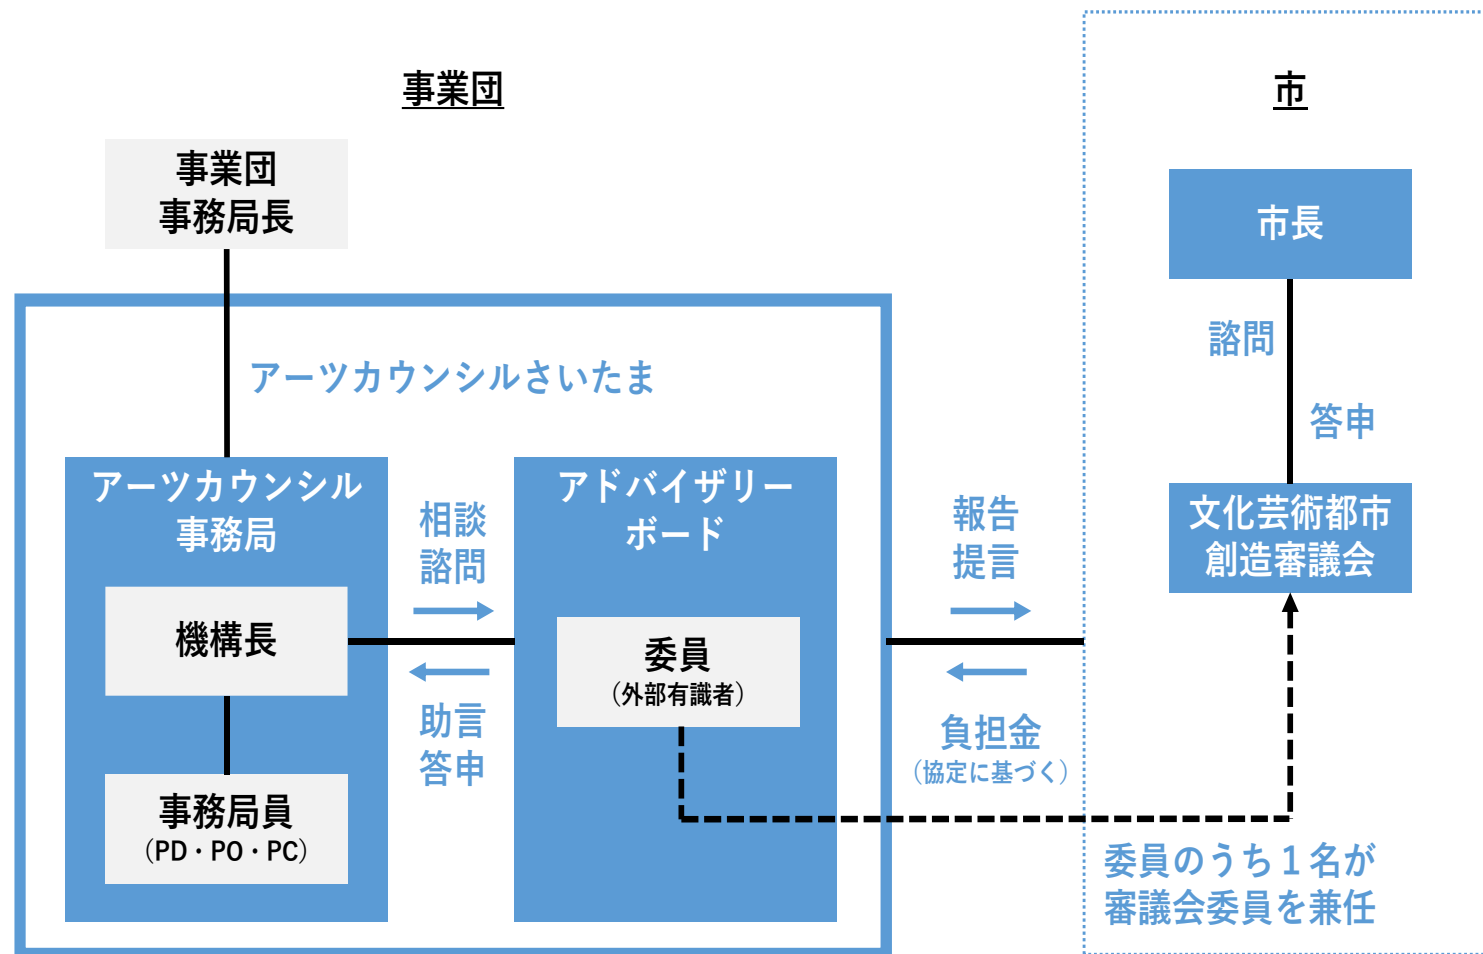 事業団
市
事業団
事務局長
市長
諮問
答申
アーツカウンシルさいたま
アーツカウンシル
事務局
機構長
事務局員
（PD・PO・PC）
相談
諮問
助言
答申
アドバイザリー
ボード
委員
（外部有識者）
報告
提言
負担金
（協定に基づく）
文化芸術都市
創造審議会
委員のうち１名が
審議会委員を兼任